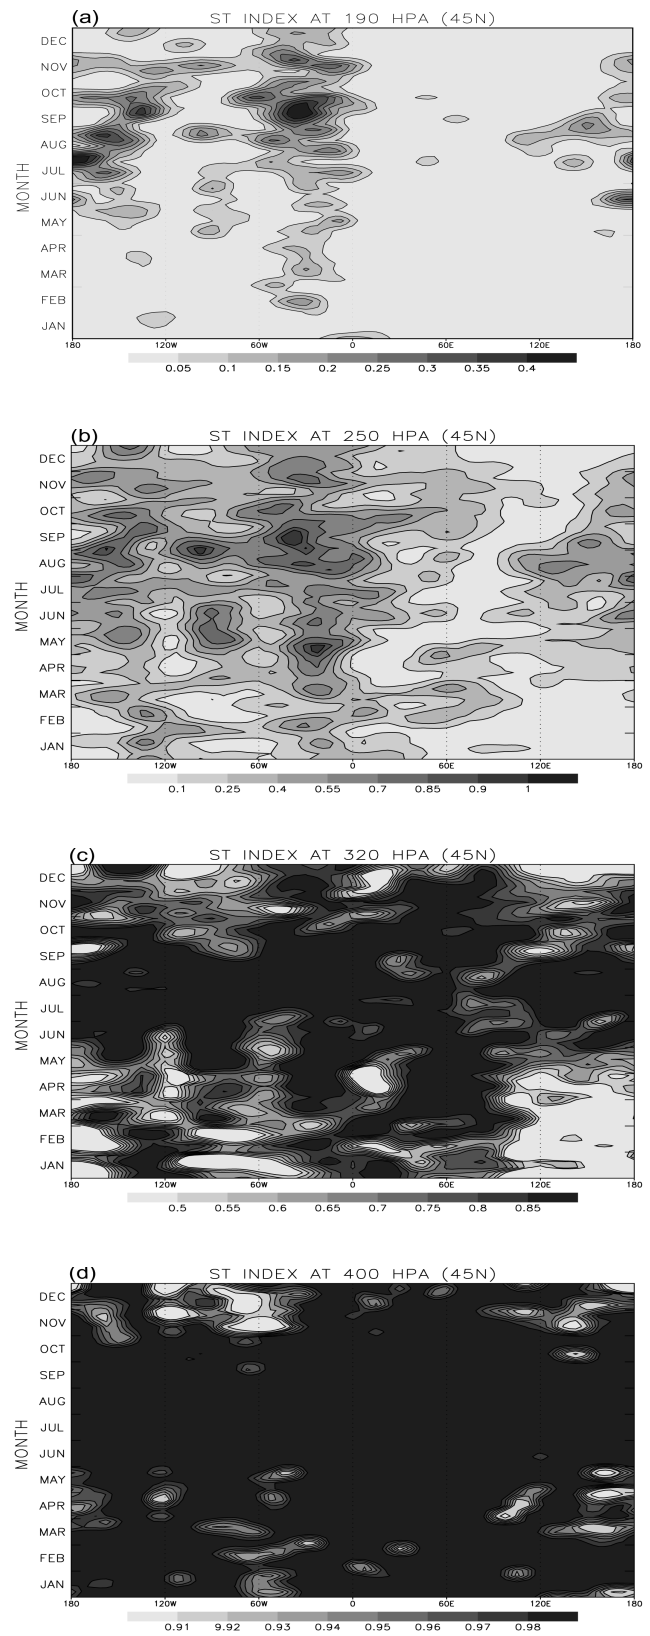 (a) ST INDEX AT 190 HPA (45N)
DEC
NOV
OCT
SEP
AUG
JUL
JUN
MAY
APR
MAR
FEB
JAN
MONTH
180 120W 60W 0 60E 120E 180
0.05 0.1 0.15 0.2 0.25 0.3 0.35 0.4
(b) ST INDEX AT 250 HPA (45N)
DEC
NOV
OCT
SEP
AUG
JUL
JUN
MAY
APR
MAR
FEB
JAN
MONTH
180 120W 60W 0 60E 120E 180
0.1 0.25 0.4 0.55 0.7 0.85 0.9 1
(c) ST INDEX AT 320 HPA (45N)
DEC
NOV
OCT
SEP
AUG
JUL
JUN
MAY
APR
MAR
FEB
JAN
MONTH
180 120W 60W 0 60E 120E 180
0.5 0.55 0.6 0.65 0.7 0.75 0.8 0.85
(d) ST INDEX AT 400 HPA (45N)
DEC
NOV
OCT
SEP
AUG
JUL
JUN
MAY
APR
MAR
FEB
JAN
MONTH
180 120W 60W 0 60E 120E 180
0.91 9.92 0.93 0.94 0.95 0.96 0.97 0.98